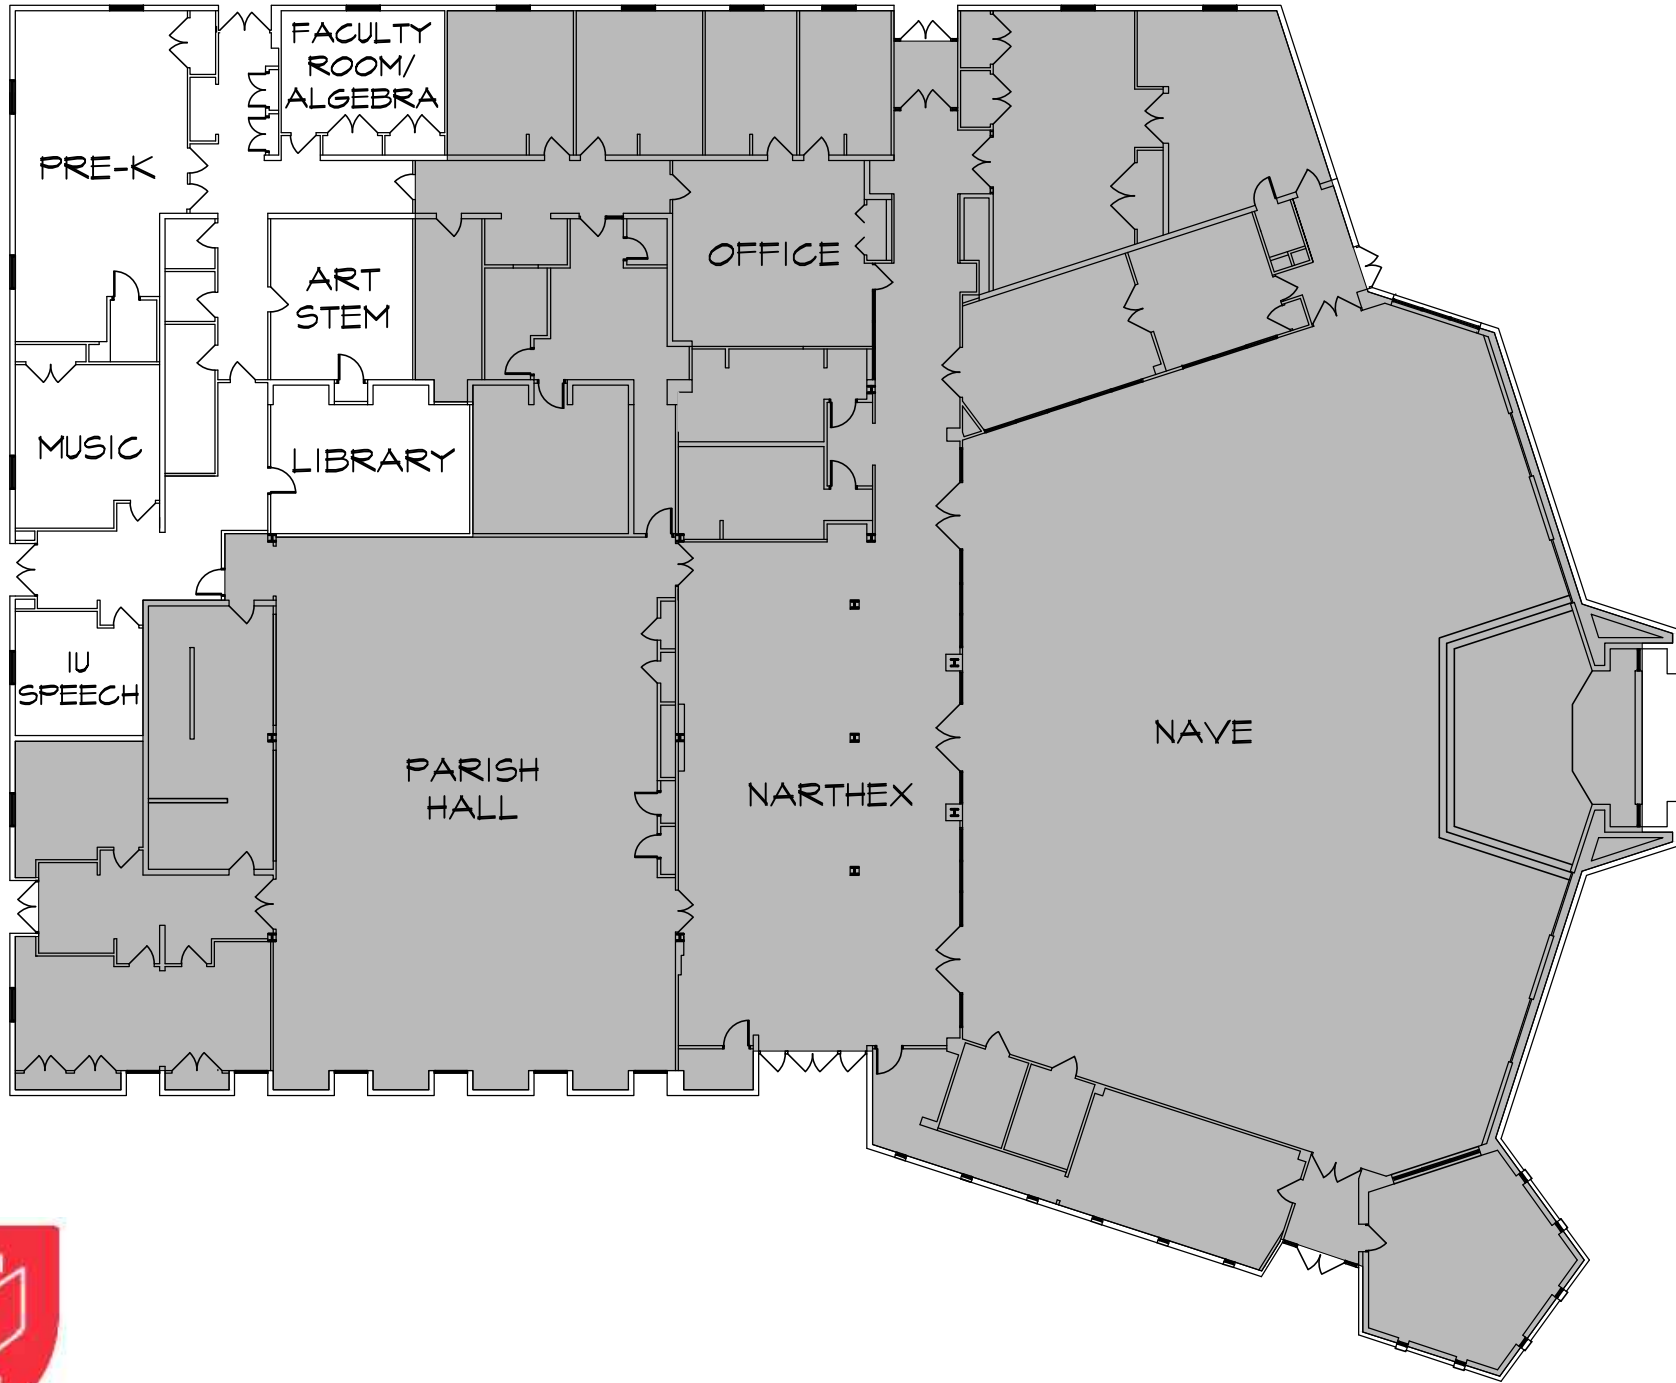 FACULTY
ROOM/
ALGEBRA
PRE-K
ART
STEM
OFFICE
MUSIC
LIBRARY
IU
SPEECH
PARISH
HALL
NARTHEX
NAVE